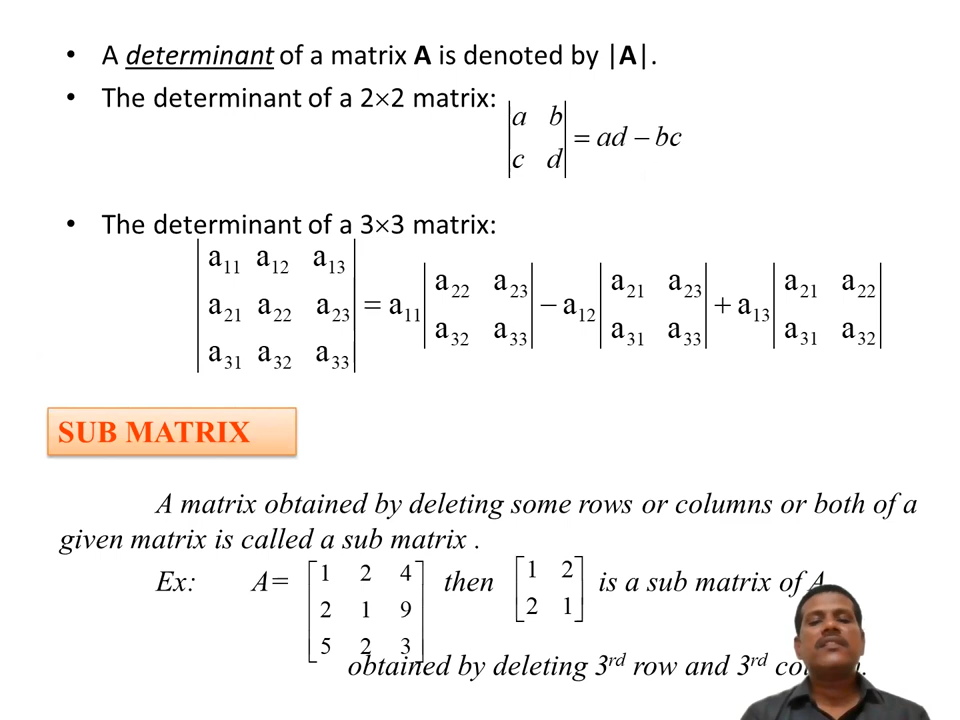 • A determinant of a matrix A is denoted by |A|.
• The determinant of a 2×2 matrix:
| a b |
| c d | = ad − bc
• The determinant of a 3×3 matrix:
| a₁₁ a₁₂ a₁₃ |
| a₂₁ a₂₂ a₂₃ | = a₁₁ | a₂₂ a₂₃ | − a₁₂ | a₂₁ a₂₃ | + a₁₃ | a₂₁ a₂₂ |
| a₃₁ a₃₂ a₃₃ | | a₃₂ a₃₃ | | a₃₁ a₃₃ | | a₃₁ a₃₂ |
SUB MATRIX
A matrix obtained by deleting some rows or columns or both of a
given matrix is called a sub matrix .
Ex: A= [1 2 4 then [1 2 is a sub matrix of A
2 1 9 2 1]
5 2 3]
obtained by deleting 3rd row and 3rd